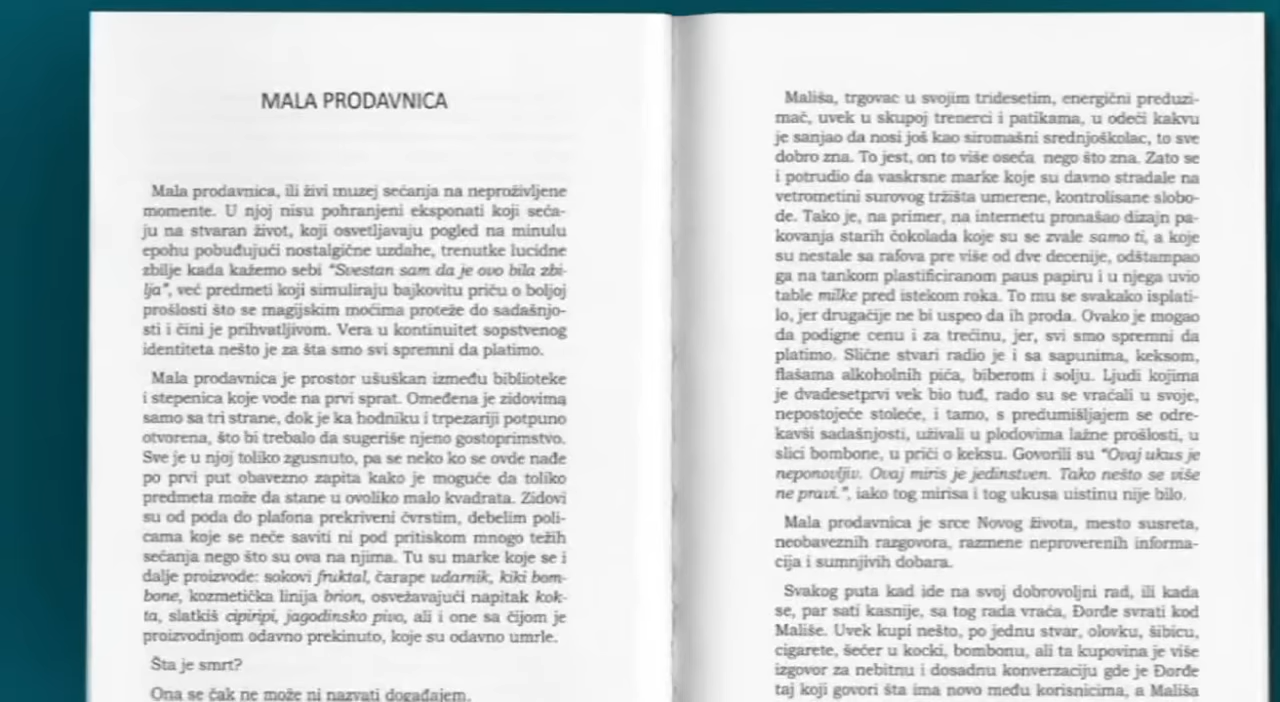 MALA PRODAVNICA
Mala prodavnica, ili živi muzej sećanja na neproživljene
momente. U njoj nisu pohranjeni eksponati koji seća-
ju na stvaran život, koji osvetljavaju pogled na minulu
epohu pobuđujući nostalgične uzdahe, trenutke lucidne
zbilje kada kažemo sebi "Svestan sam da je ovo bila zbi-
lja", već predmeti koji simuliraju bajkovitu priču o boljoj
prošlosti što se magijskim moćima proteže do sadašnjo-
sti i čini je prihvatljivom. Vera u kontinuitet sopstvenog
identiteta nešto je za šta smo svi spremni da platimo.
Mala prodavnica je prostor ušuškan između biblioteke
i stepenica koje vode na prvi sprat. Omeđena je zidovima
samo sa tri strane, dok je ka hodniku i trpezariji potpuno
otvorena, što bi trebalo da sugeriše njeno gostoprimstvo.
Sve je u njoj toliko zgusnuto, pa se neko ko se ovde nađe
po prvi put obavezno zapita kako je moguće da toliko
predmeta može da stane u ovoliko malo kvadrata. Zidovi
su od poda do plafona prekriveni čvrstim, debelim poli-
cama koje se neće saviti ni pod pritiskom mnogo težih
sećanja nego što su ova na njima. Tu su marke koje se i
dalje proizvode: sokovi fruktal, čarape udarnik, kiki bom-
bone, kozmetička linija brion, osvežavajući napitak kok-
ta, slatkiš cipiripi, jagodinsko pivo, ali i one sa čijom je
proizvodnjom odavno prekinuto, koje su odavno umrle.
Šta je smrt?
Ona se čak ne može ni nazvati događajem.
Mališa, trgovac u svojim tridesetim, energični preduzi-
mač, uvek u skupoj trenerci i patikama, u odeći kakvu
je sanjao da nosi još kao siromašni srednjoškolac, to sve
dobro zna. To jest, on to više oseća nego što zna. Zato se
i potrudio da vaskrsne marke koje su davno stradale na
vetrometini surovog tržišta umerene, kontrolisane slobo-
de. Tako je, na primer, na internetu pronašao dizajn pa-
kovanja starih čokolada koje su se zvale samo ti, a koje
su nestale sa rafova pre više od dve decenije, odštampao
ga na tankom plastificiranom paus papiru i u njega uvio
table milke pred istekom roka. To mu se svakako isplati-
lo, jer drugačije ne bi uspeo da ih proda. Ovako je mogao
da podigne cenu i za trećinu, jer, svi smo spremni da
platimo. Slične stvari radio je i sa sapunima, keksom,
flašama alkoholnih pića, biberom i solju. Ljudi kojima
je dvadesetprvi vek bio tuđ, rado su se vraćali u svoje,
nepostojeće stoleće, i tamo, s predumišljajem se odre-
kavši sadašnjosti, uživali u plodovima lažne prošlosti, u
slici bombone, u priči o keksu. Govorili su "Ovaj ukus je
neponovljiv. Ovaj miris je jedinstven. Tako nešto se više
ne pravi.", iako tog mirisa i tog ukusa uistinu nije bilo.
Mala prodavnica je srce Novog života, mesto susreta,
neobaveznih razgovora, razmene neproverenih informa-
cija i sumnjivih dobara.
Svakog puta kad ide na svoj dobrovoljni rad, ili kada
se, par sati kasnije, sa tog rada vraća, Đorđe svrati kod
Mališe. Uvek kupi nešto, po jednu stvar, olovku, šibicu,
cigarete, šećer u kocki, bombonu, ali ta kupovina je više
izgovor za nebitnu i dosadnu konverzaciju gde je Đorđe
taj koji govori šta ima novo među korisnicima, a Mališa